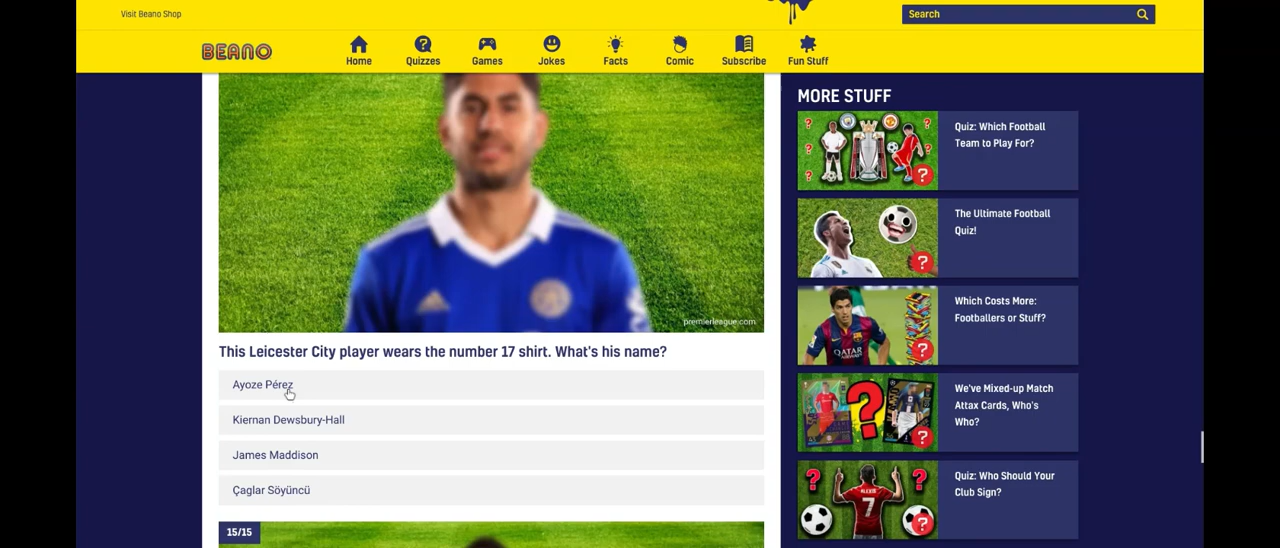 Visit Beano Shop
Search
BEANO
Home
Quizzes
Games
Jokes
Facts
Comic
Subscribe
Fun Stuff
premierleague.com
This Leicester City player wears the number 17 shirt. What's his name?
Ayoze Pérez
Kiernan Dewsbury-Hall
James Maddison
Çaglar Söyüncü
15/15
MORE STUFF
Quiz: Which Football
Team to Play For?
The Ultimate Football
Quiz!
QATAR
Which Costs More:
Footballers or Stuff?
We've Mixed-up Match
Attax Cards, Who's
Who?
ALEXIS
7
Quiz: Who Should Your
Club Sign?